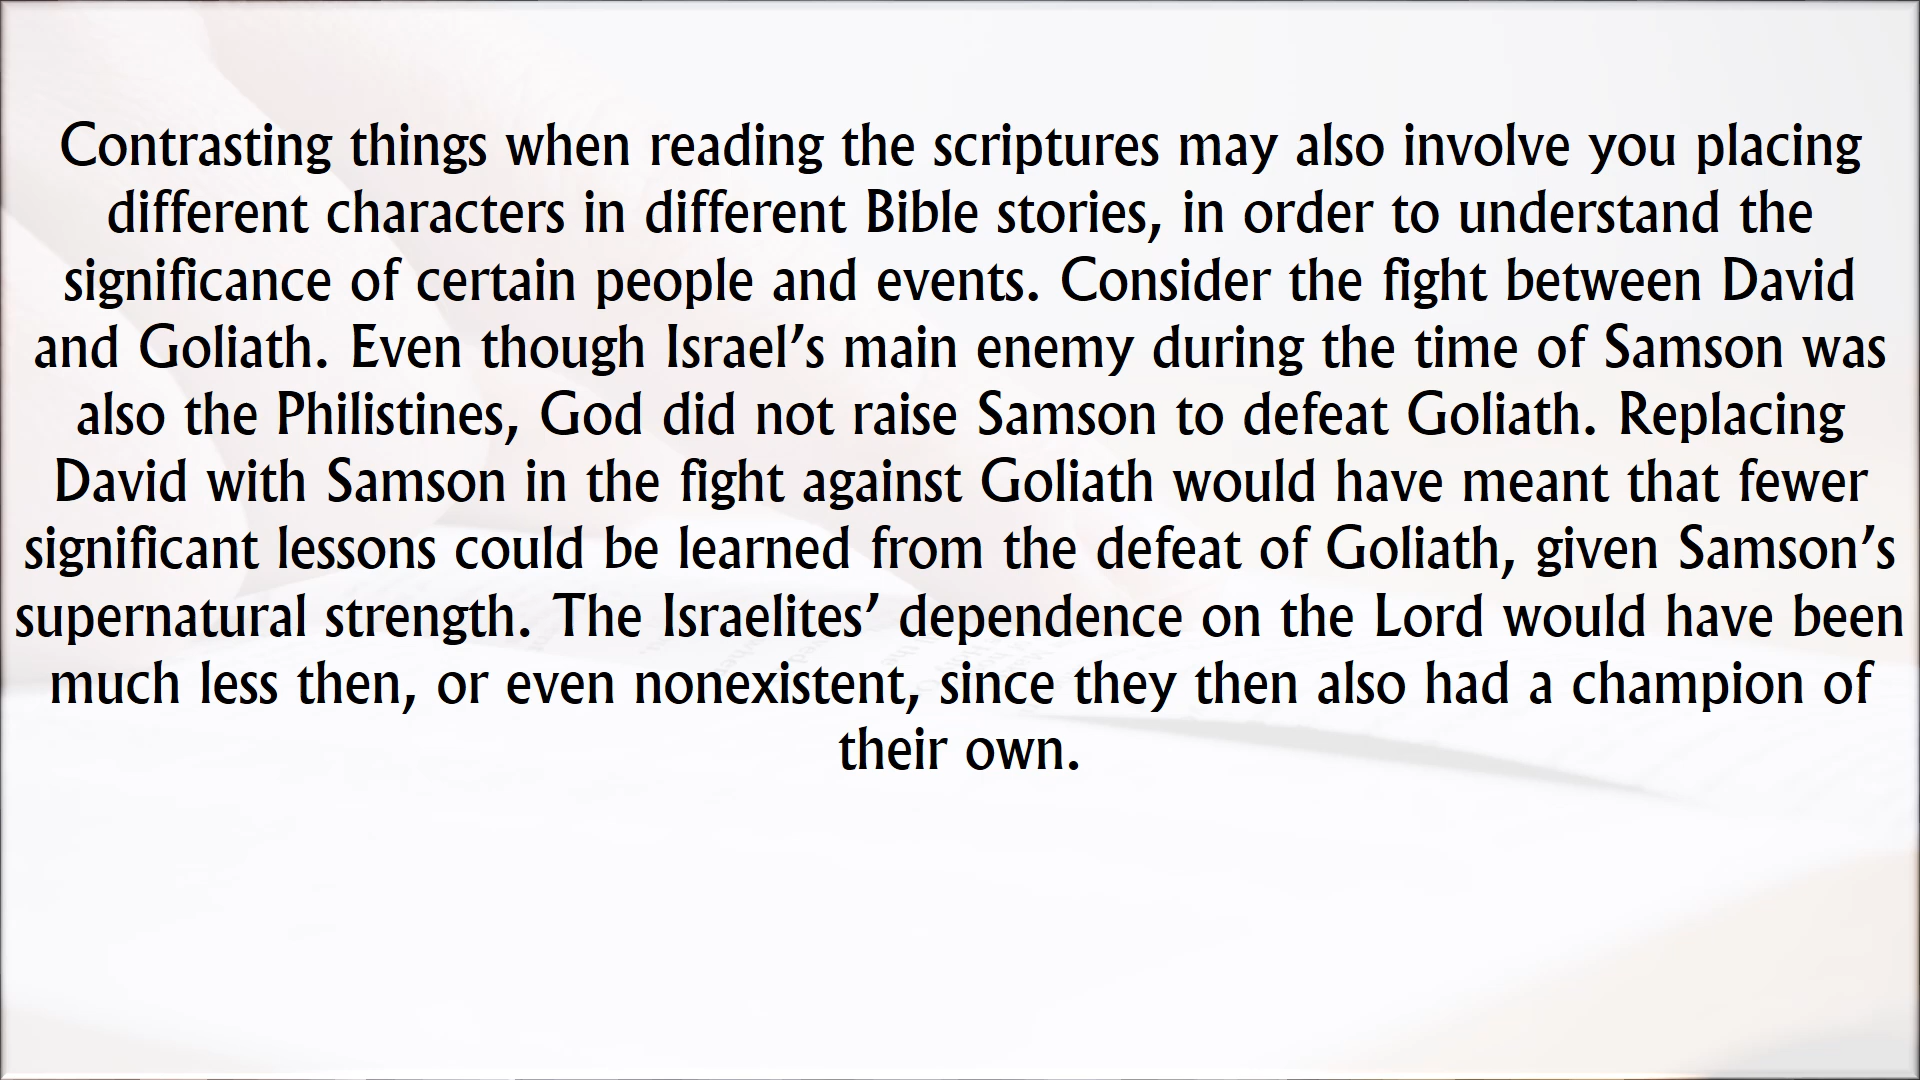 Contrasting things when reading the scriptures may also involve you placing
different characters in different Bible stories, in order to understand the
significance of certain people and events. Consider the fight between David
and Goliath. Even though Israel’s main enemy during the time of Samson was
also the Philistines, God did not raise Samson to defeat Goliath. Replacing
David with Samson in the fight against Goliath would have meant that fewer
significant lessons could be learned from the defeat of Goliath, given Samson’s
supernatural strength. The Israelites’ dependence on the Lord would have been
much less then, or even nonexistent, since they then also had a champion of
their own.